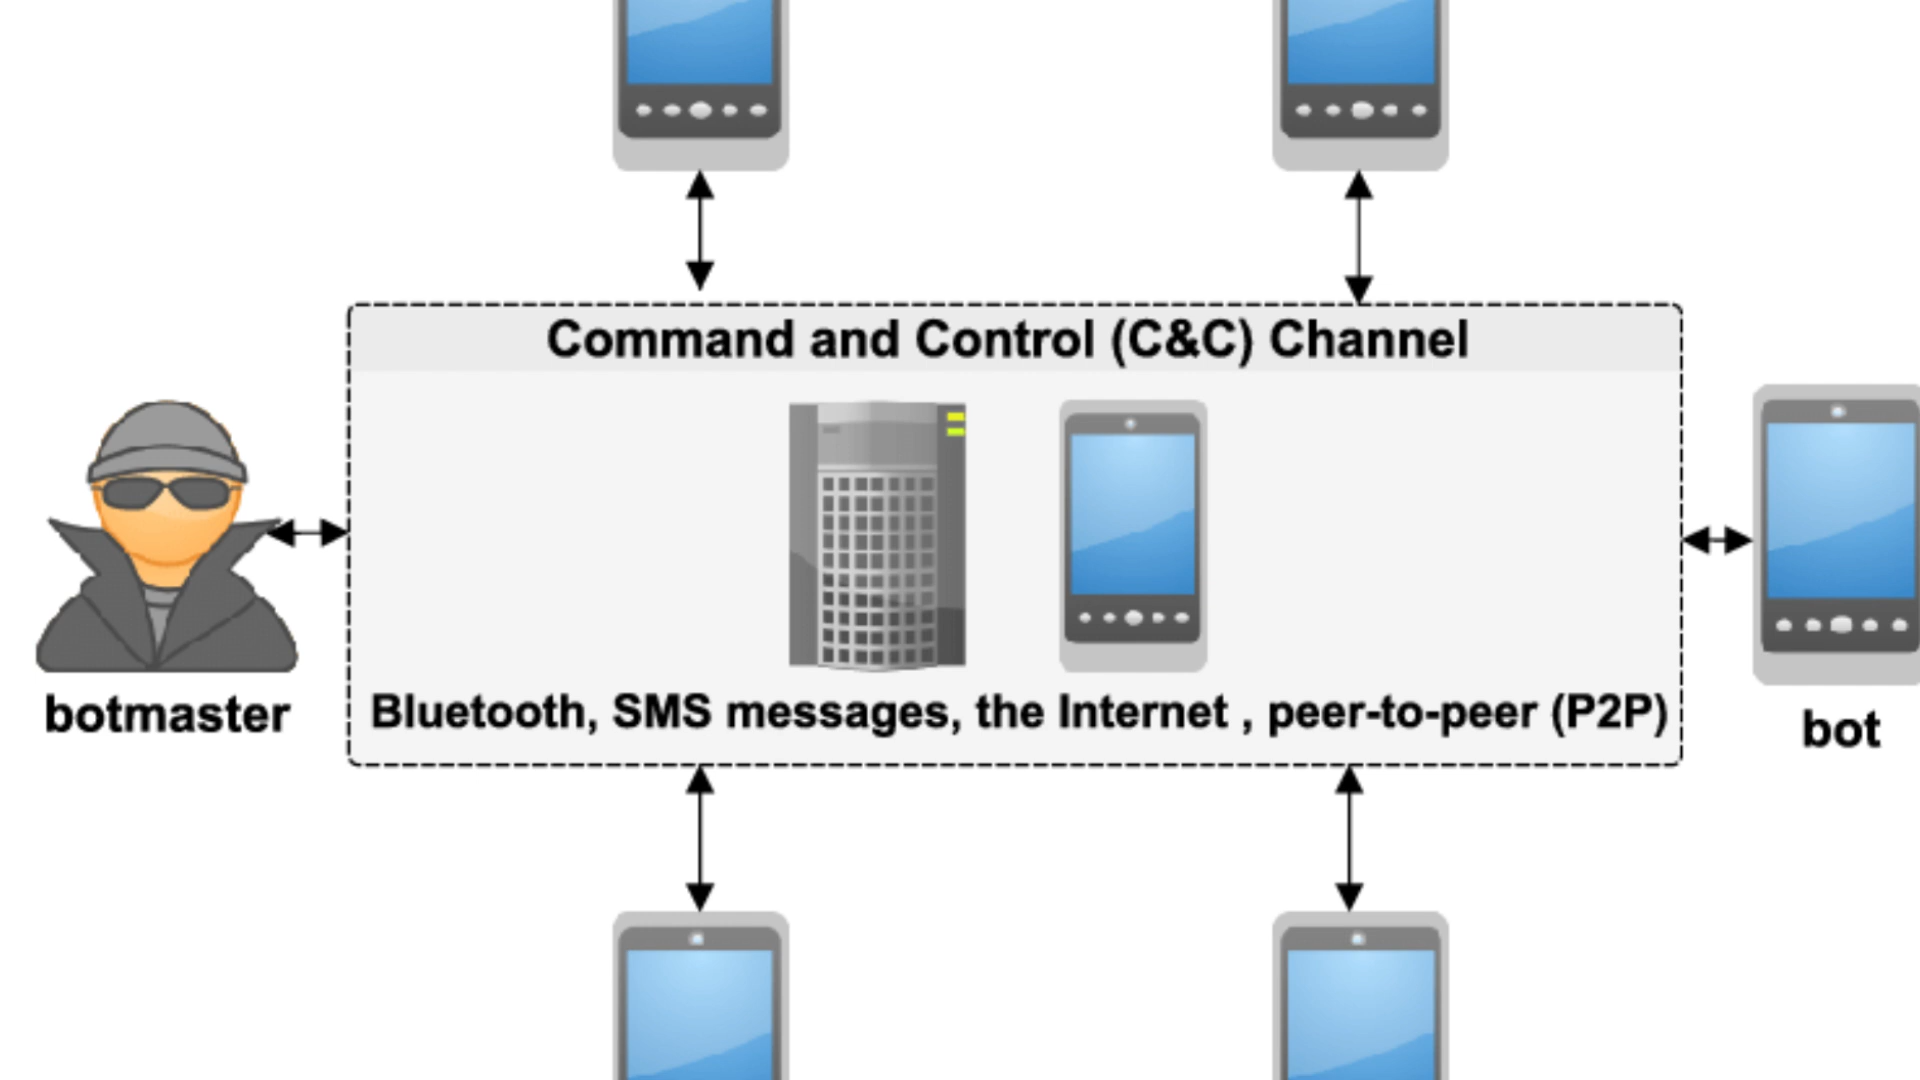 Command and Control (C&C) Channel
botmaster
Bluetooth, SMS messages, the Internet , peer-to-peer (P2P)
bot